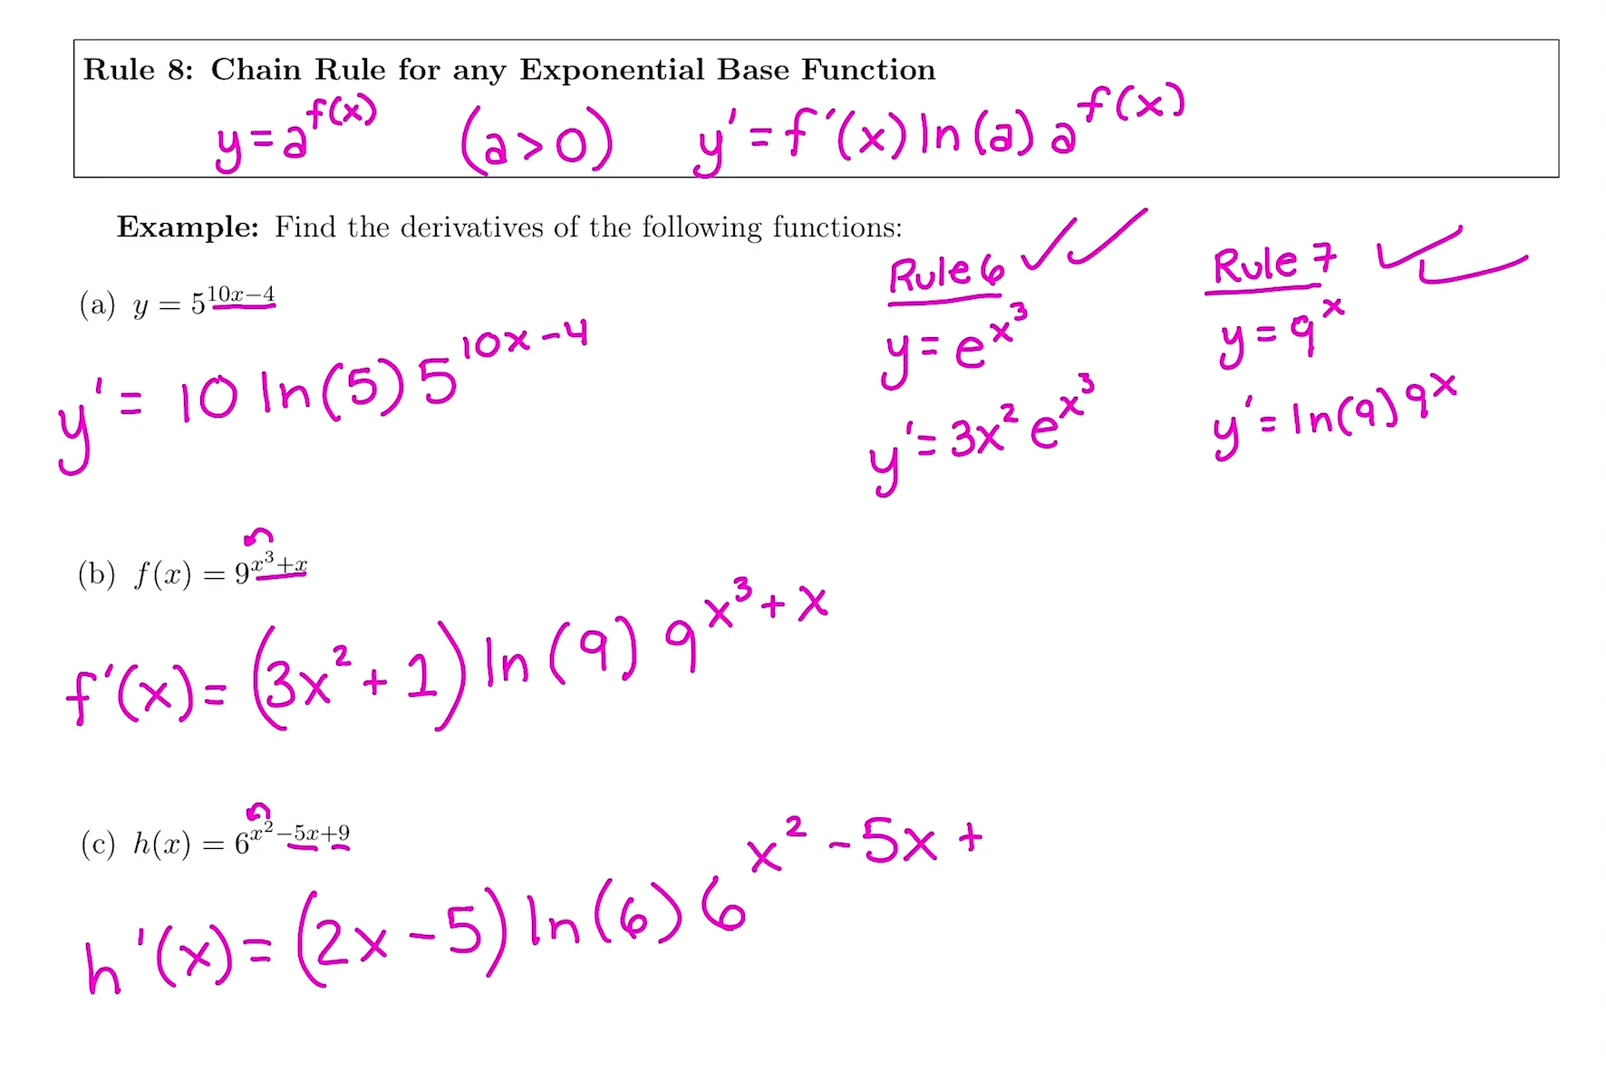 Rule 8: Chain Rule for any Exponential Base Function
y = a^f(x) (a > 0) y' = f'(x) ln(a) a^f(x)
Example: Find the derivatives of the following functions:
Rule 6
y = e^x^3
y' = 3x^2 e^x^3
Rule 7
y = 9^x
y' = ln(9) 9^x
(a) y = 5^10x−4
y' = 10 ln(5) 5^10x-4
(b) f(x) = 9^x^3+x
f'(x) = (3x^2 + 1) ln(9) 9^x^3 + x
(c) h(x) = 6^x^2−5x+9
h'(x) = (2x - 5) ln(6) 6^x^2 - 5x +